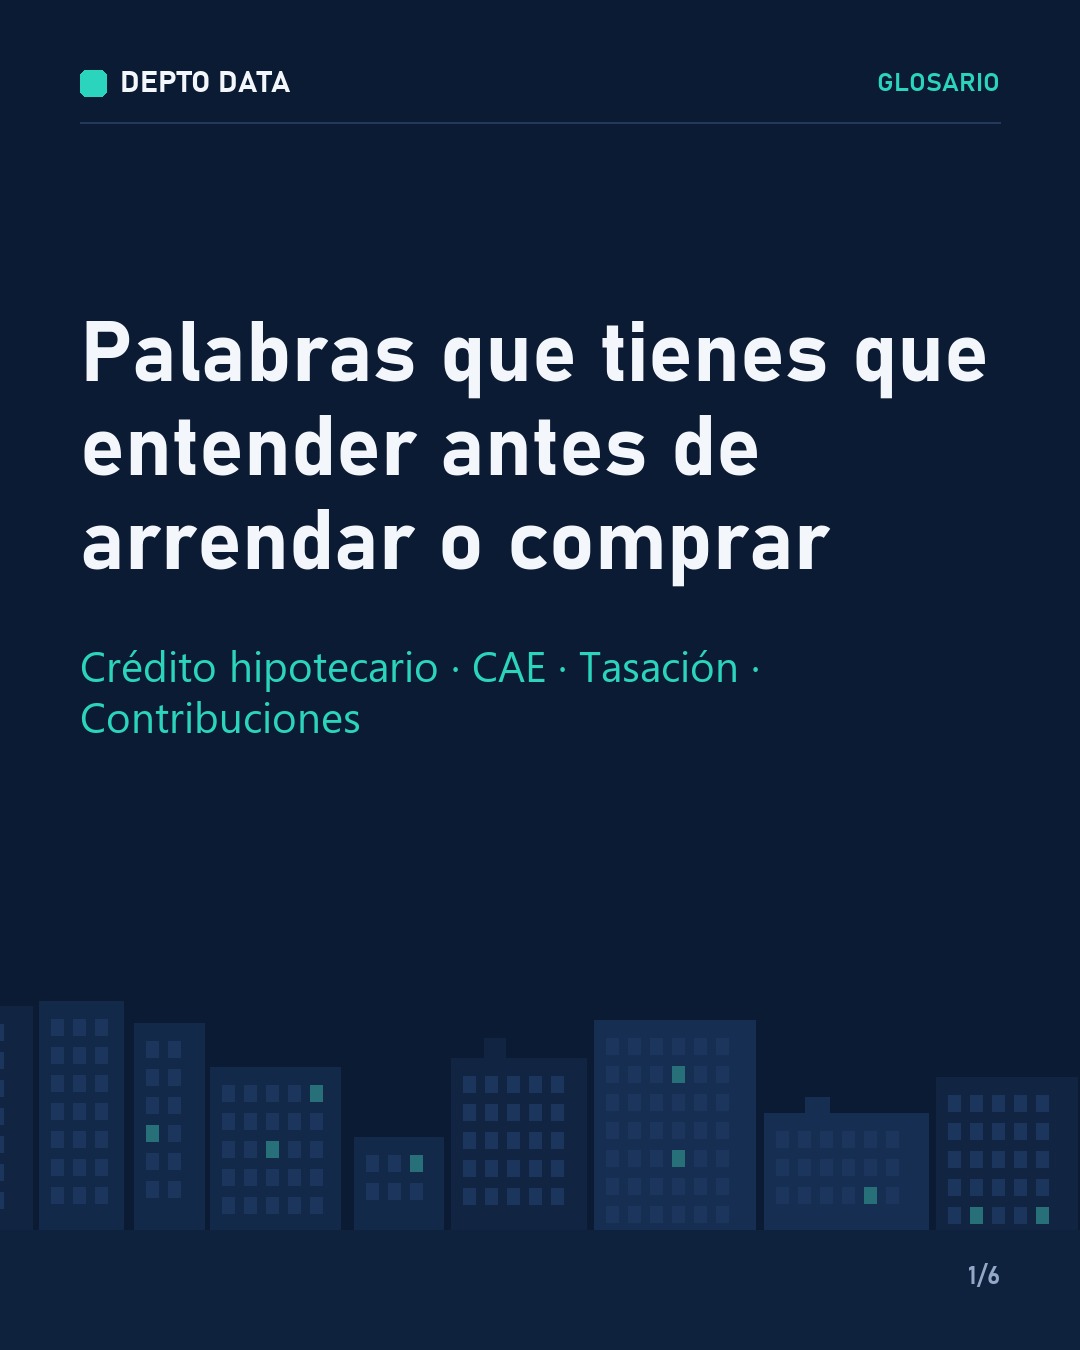 DEPTO DATA
GLOSARIO
Palabras que tienes que
entender antes de
arrendar o comprar
Crédito hipotecario · CAE · Tasación ·
Contribuciones
1/6